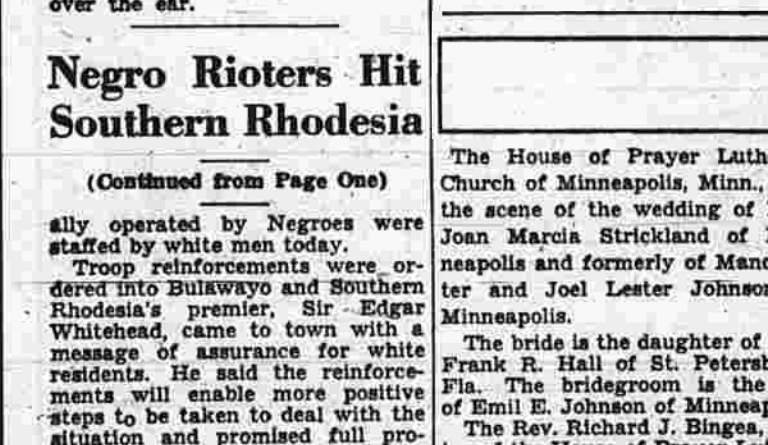 over the ear.
Negro Rioters Hit
Southern Rhodesia
(Continued from Page One)
ally operated by Negroes were
staffed by white men today.
Troop reinforcements were or-
dered into Bulawayo and Southern
Rhodesia's premier, Sir Edgar
Whitehead, came to town with a
message of assurance for white
residents. He said the reinforce-
ments will enable more positive
steps to be taken to deal with the
situation and promised full pro-
The House of Prayer Luth
Church of Minneapolis, Minn.,
the scene of the wedding of
Joan Marcia Strickland of
neapolis and formerly of Manc
ter and Joel Lester Johnson
Minneapolis.
The bride is the daughter of
Frank R. Hall of St. Petersb
Fla. The bridegroom is the
of Emil E. Johnson of Minneap
The Rev. Richard J. Bingea,